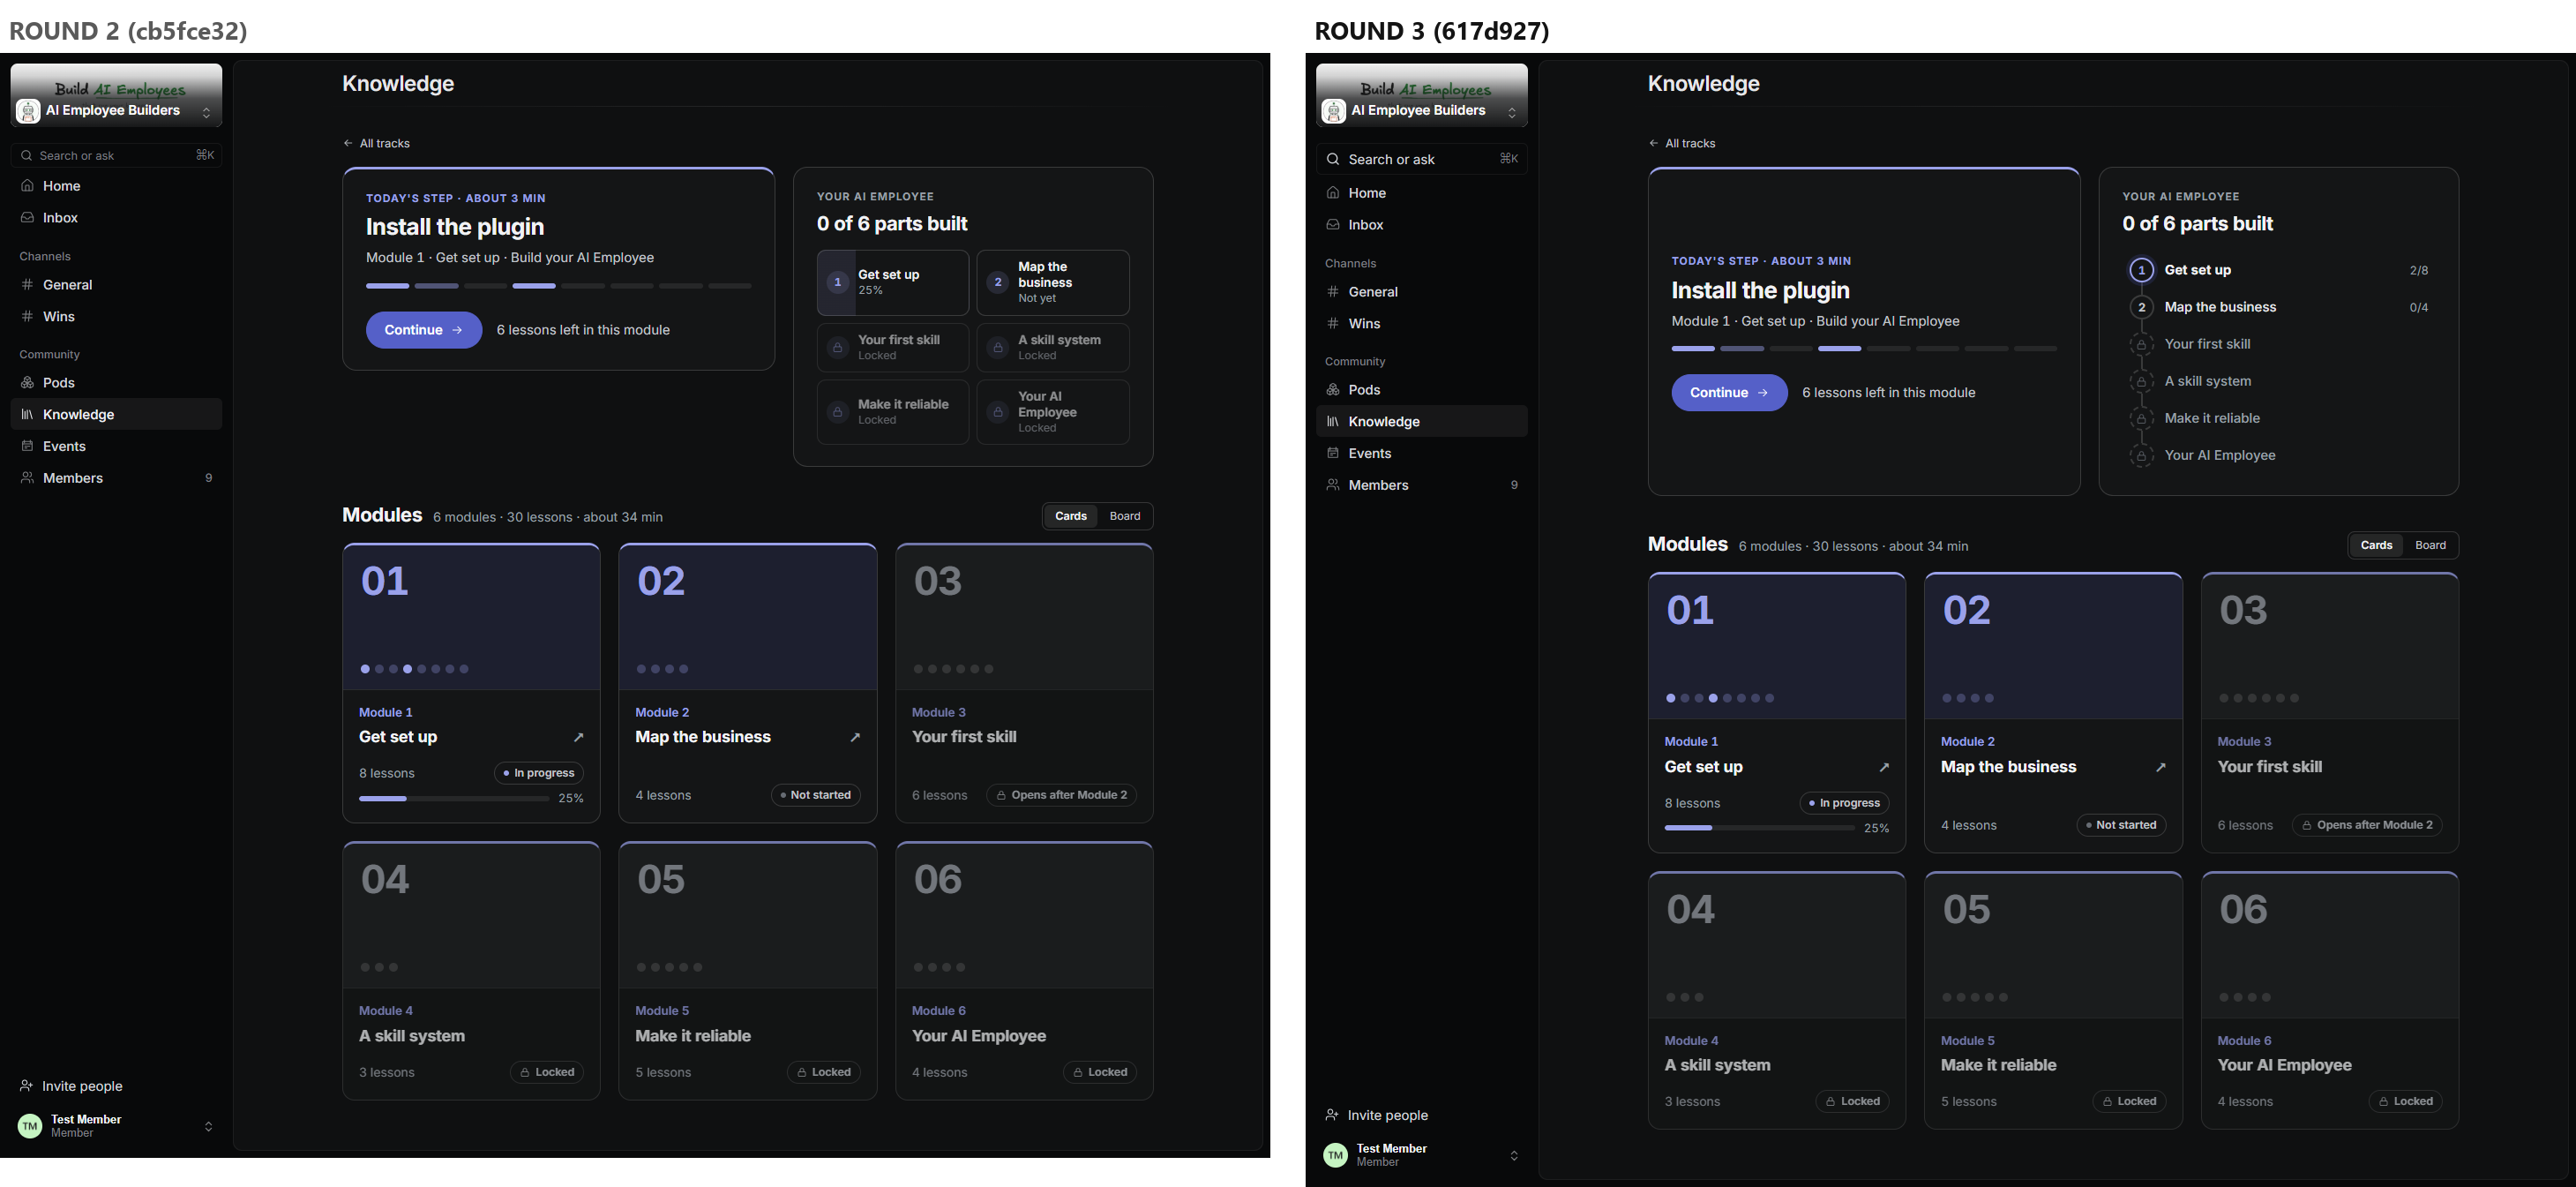 ROUND 2 (cb5fce32)
Build AI Employees
AI Employee Builders
Search or ask ⌘K
Home
Inbox
Channels
# General
# Wins
Community
Pods
Knowledge
Events
Members 9
Invite people
TM
Test Member
Member
Knowledge
← All tracks
TODAY'S STEP · ABOUT 3 MIN
Install the plugin
Module 1 · Get set up · Build your AI Employee
Continue →
6 lessons left in this module
YOUR AI EMPLOYEE
0 of 6 parts built
1 Get set up
25%
2 Map the
business
Not yet
Your first skill
Locked
A skill system
Locked
Make it reliable
Locked
Your AI
Employee
Locked
Modules 6 modules · 30 lessons · about 34 min
Cards Board
01
Module 1
Get set up ↗
8 lessons • In progress
25%
02
Module 2
Map the business ↗
4 lessons • Not started
03
Module 3
Your first skill
6 lessons Opens after Module 2
04
Module 4
A skill system
3 lessons Locked
05
Module 5
Make it reliable
5 lessons Locked
06
Module 6
Your AI Employee
4 lessons Locked
ROUND 3 (617d927)
Build AI Employees
AI Employee Builders
Search or ask ⌘K
Home
Inbox
Channels
# General
# Wins
Community
Pods
Knowledge
Events
Members 9
Invite people
TM
Test Member
Member
Knowledge
← All tracks
TODAY'S STEP · ABOUT 3 MIN
Install the plugin
Module 1 · Get set up · Build your AI Employee
Continue →
6 lessons left in this module
YOUR AI EMPLOYEE
0 of 6 parts built
1 Get set up 2/8
2 Map the business 0/4
Your first skill
A skill system
Make it reliable
Your AI Employee
Modules 6 modules · 30 lessons · about 34 min
Cards Board
01
Module 1
Get set up ↗
8 lessons • In progress
25%
02
Module 2
Map the business ↗
4 lessons • Not started
03
Module 3
Your first skill
6 lessons Opens after Module 2
04
Module 4
A skill system
3 lessons Locked
05
Module 5
Make it reliable
5 lessons Locked
06
Module 6
Your AI Employee
4 lessons Locked